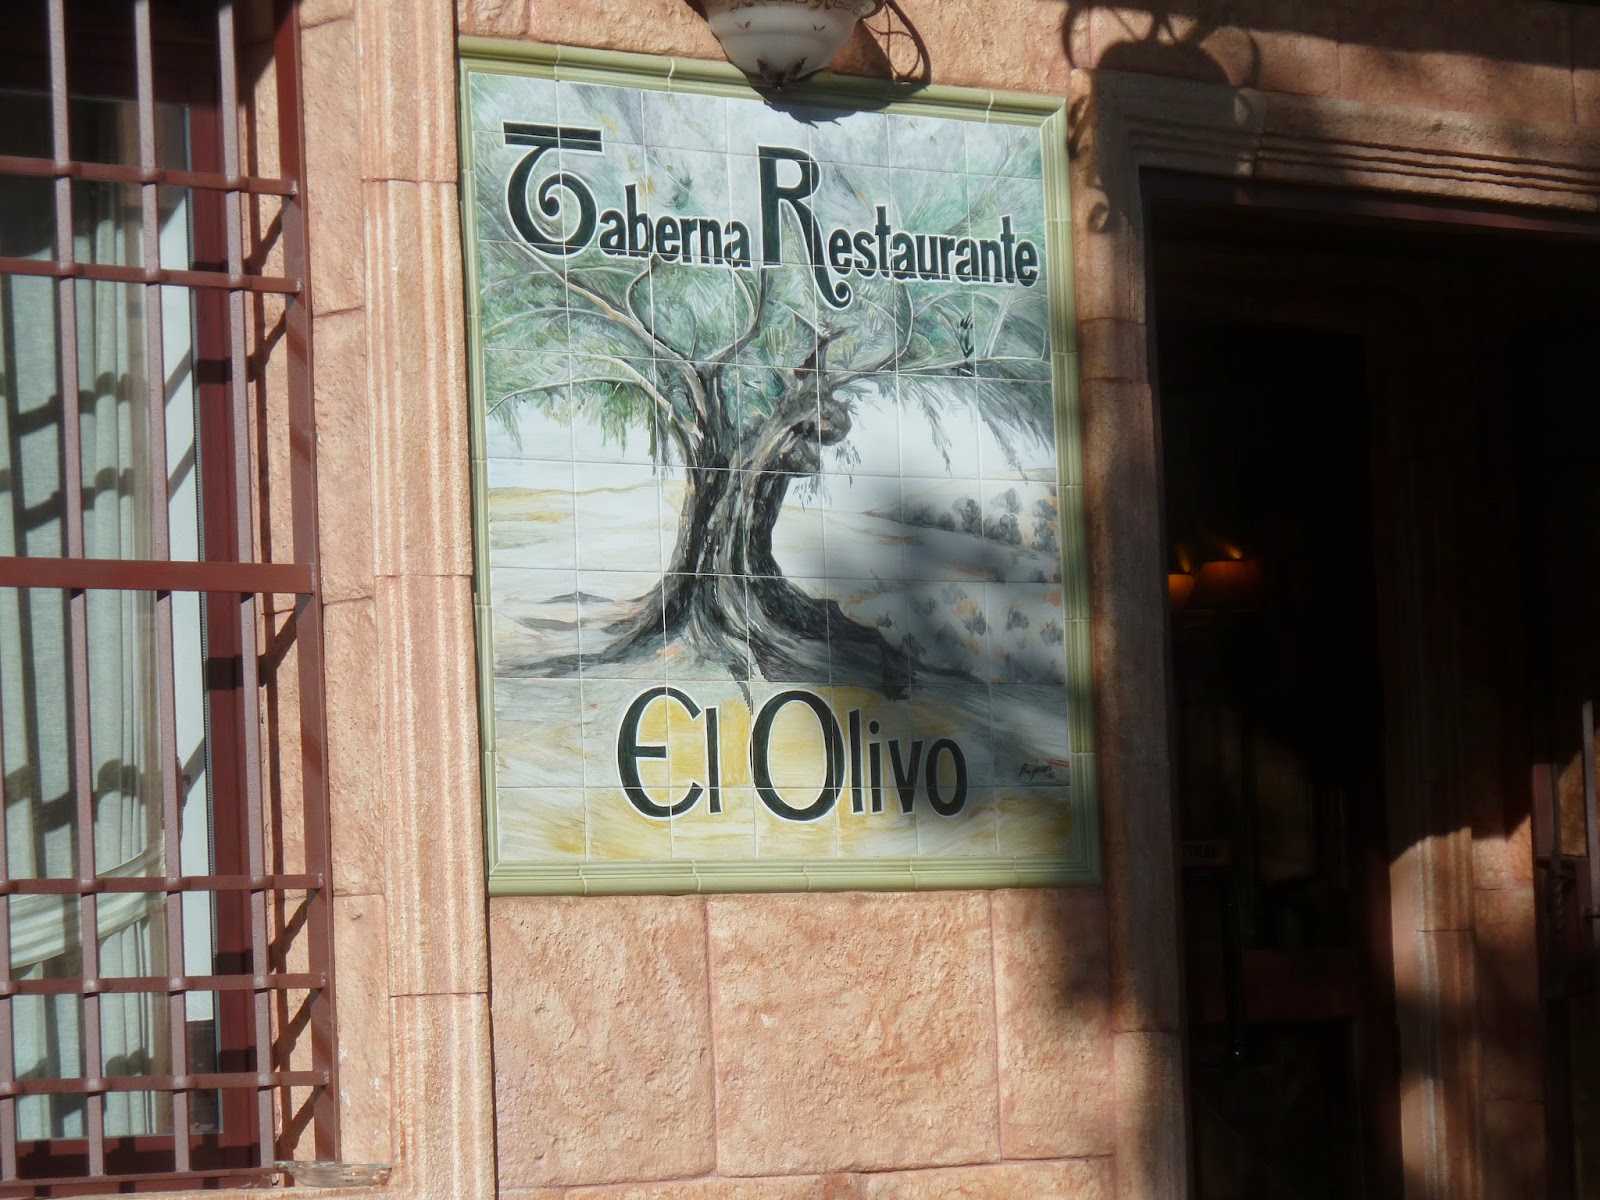 Taberna Restaurante
El Olivo